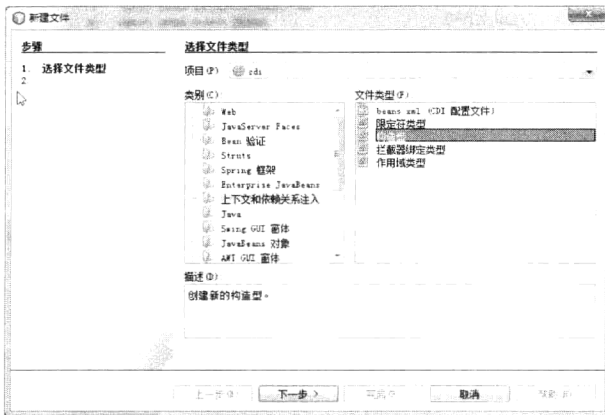 新建文件
步骤
1. 选择文件类型
2
选择文件类型
项目(P) cdi
类别(C)
Web
JavaServer Faces
Bean 验证
Struts
Spring 框架
Enterprise JavaBeans
上下文和依赖关系注入
Java
Swing GUI 窗体
JavaBeans 对象
AWT GUI 窗体
文件类型(F)
beans xml (CDI 配置文件)
限定符类型
拦截器绑定类型
作用域类型
描述(D)
创建新的构造型。
上一步
下一步 >
完成
取消
帮助